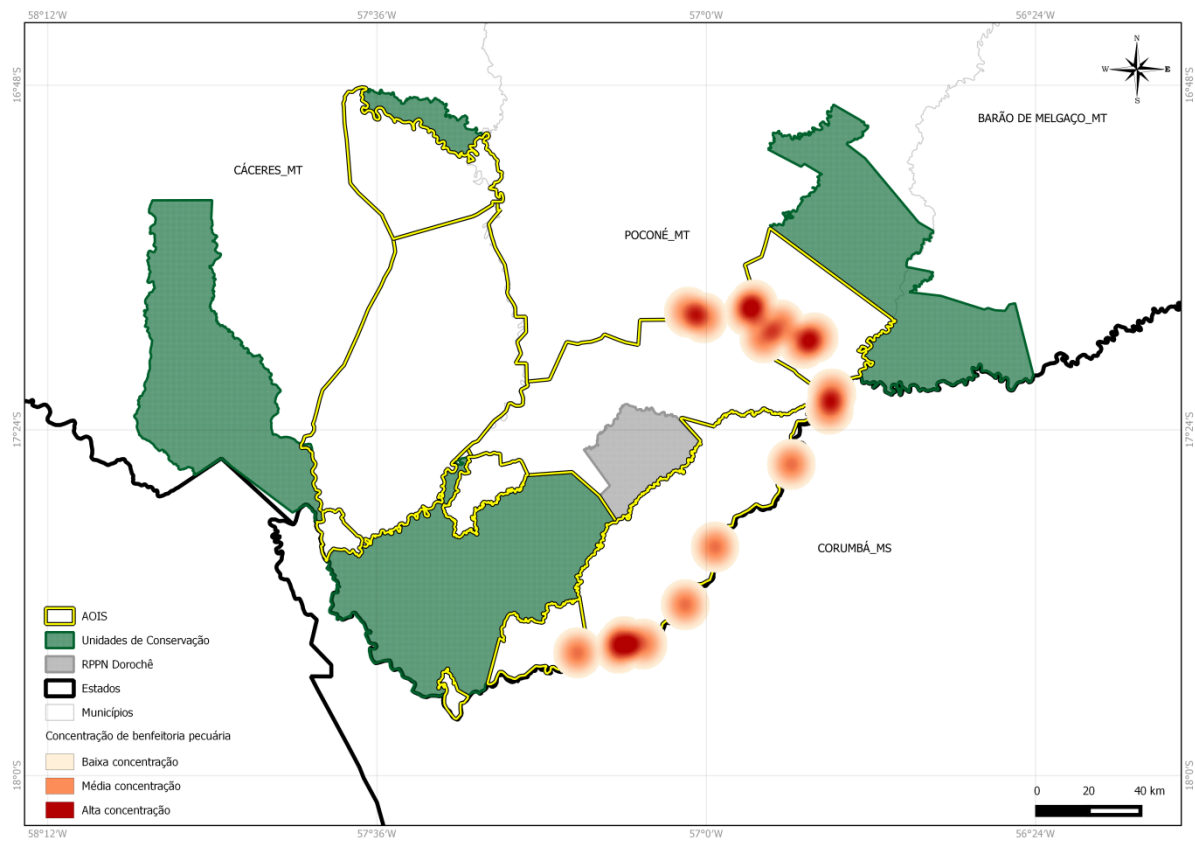 58°12'W 57°36'W 57°0'W 56°24'W
N
W E
S
16°48'S 16°48'S
BARÃO DE MELGAÇO_MT
CÁCERES_MT
POCONÉ_MT
17°24'S 17°24'S
CORUMBÁ_MS
AOIS
Unidades de Conservação
RPPN Dorochê
Estados
Municípios
Concentração de benfeitoria pecuária
Baixa concentração
Média concentração
Alta concentração
18°0'S 18°0'S
0 20 40 km
58°12'W 57°36'W 57°0'W 56°24'W